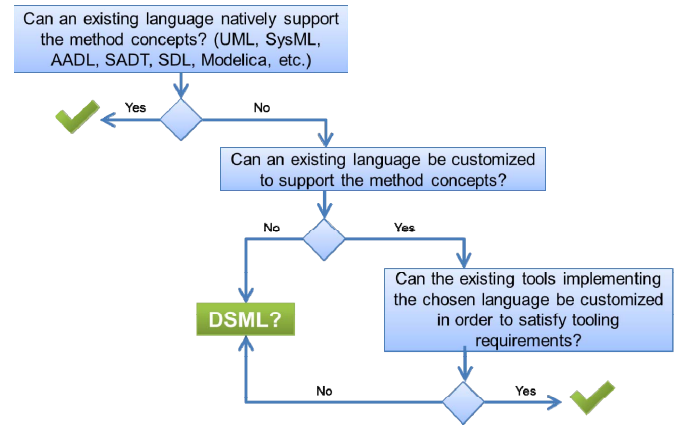 Can an existing language natively support
the method concepts? (UML, SysML,
AADL, SADT, SDL, Modelica, etc.)
Yes
No
Can an existing language be customized
to support the method concepts?
No
Yes
Can the existing tools implementing
the chosen language be customized
in order to satisfy tooling
requirements?
DSML?
No
Yes